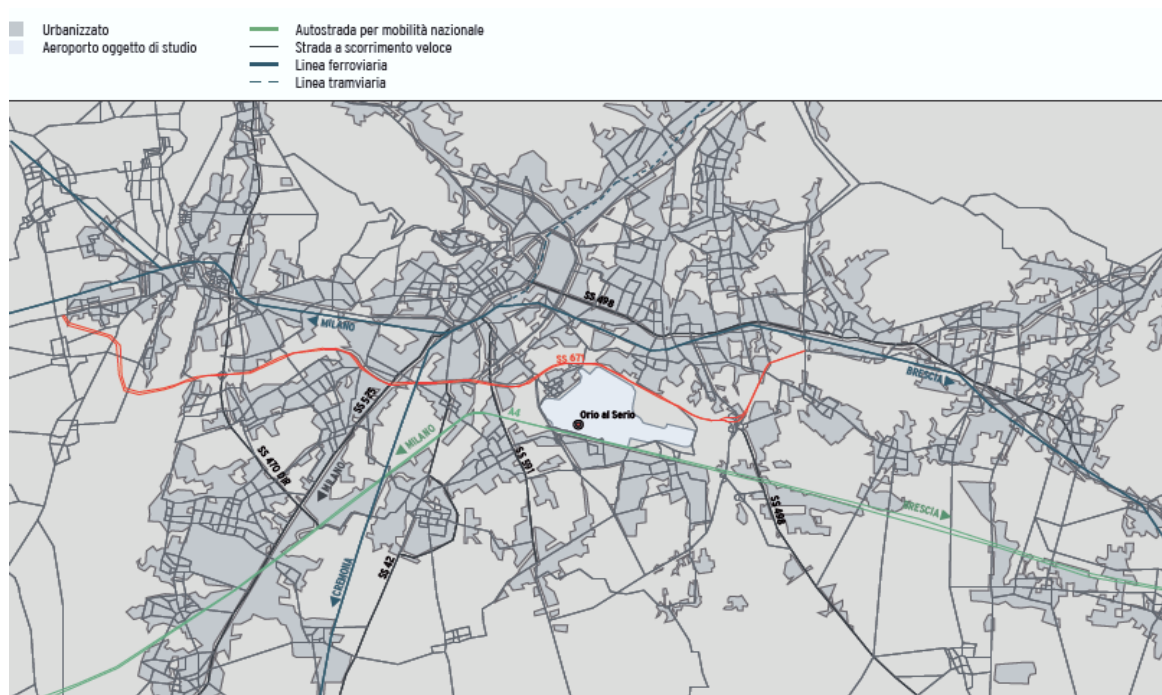 Urbanizzato
Aeroporto oggetto di studio
Autostrada per mobilità nazionale
Strada a scorrimento veloce
Linea ferroviaria
Linea tramviaria
SS 498
MILANO
SS 671
BRESCIA
SS 525
A4
Orio al Serio
MILANO
SS 470 DIR
MILANO
SS 591
SS 498
BRESCIA
CREMONA
SS 42